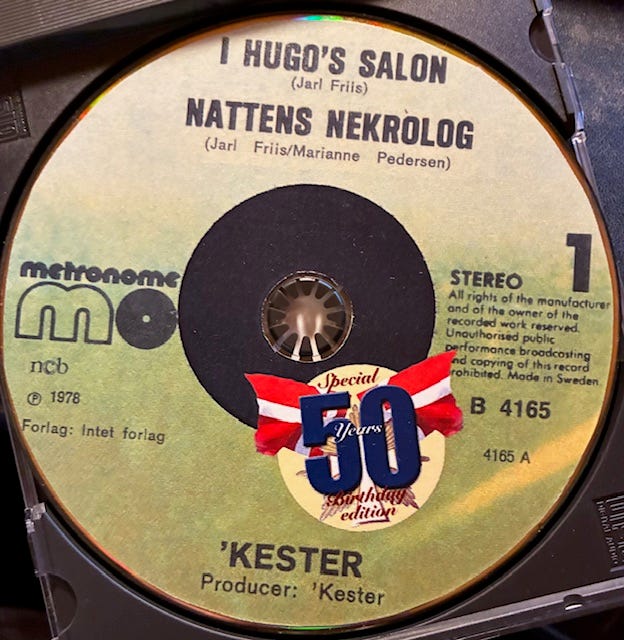 I HUGO'S SALON
(Jarl Friis)
NATTENS NEKROLOG
(Jarl Friis/Marianne Pedersen)
metronome
mo
ncb
℗ 1978
Forlag: Intet forlag
1
STEREO
All rights of the manufacturer
and of the owner of the
recorded work reserved.
Unauthorised public
performance broadcasting
and copying of this record
prohibited. Made in Sweden.
B 4165
4165 A
Special
50
Years
Birthday
edition
'KESTER
Producer: 'Kester